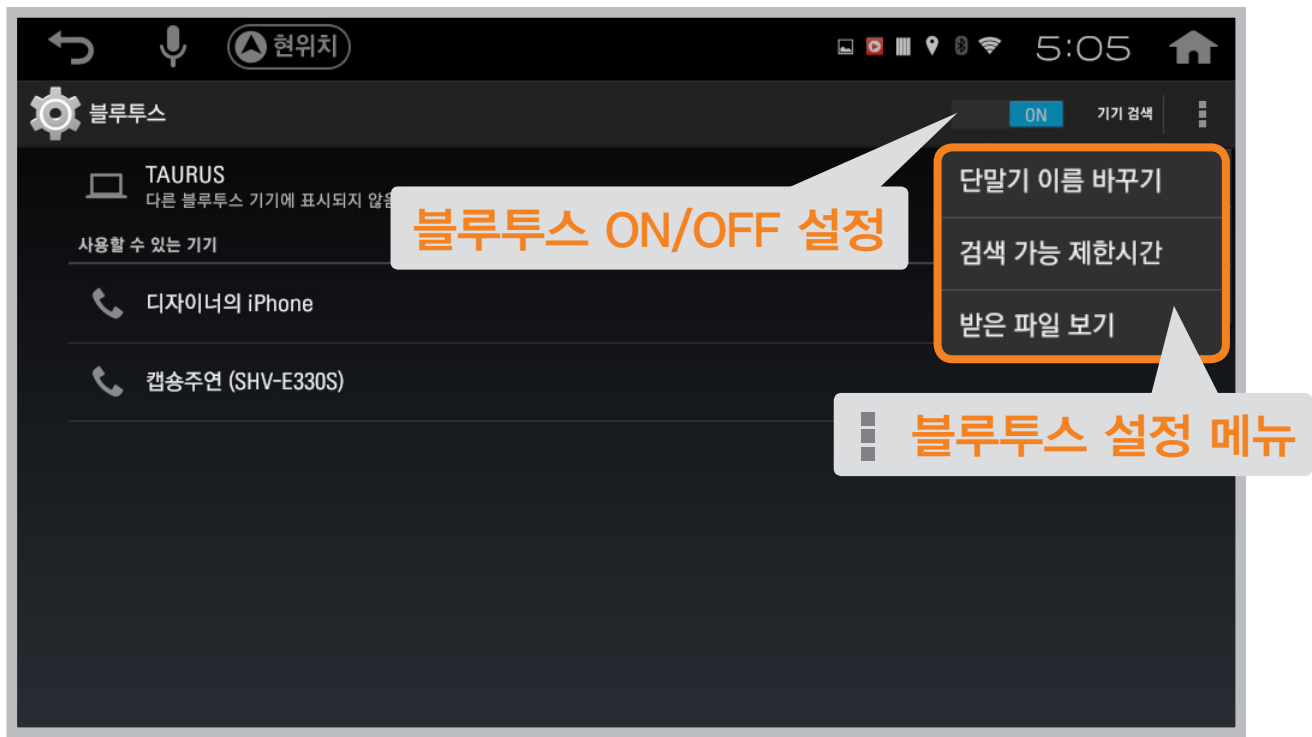 현위치
5:05
블루투스
ON
기기 검색
TAURUS
다른 블루투스 기기에 표시되지 않음
사용할 수 있는 기기
디자이너의 iPhone
캡숑주연 (SHV-E330S)
블루투스 ON/OFF 설정
단말기 이름 바꾸기
검색 가능 제한시간
받은 파일 보기
블루투스 설정 메뉴